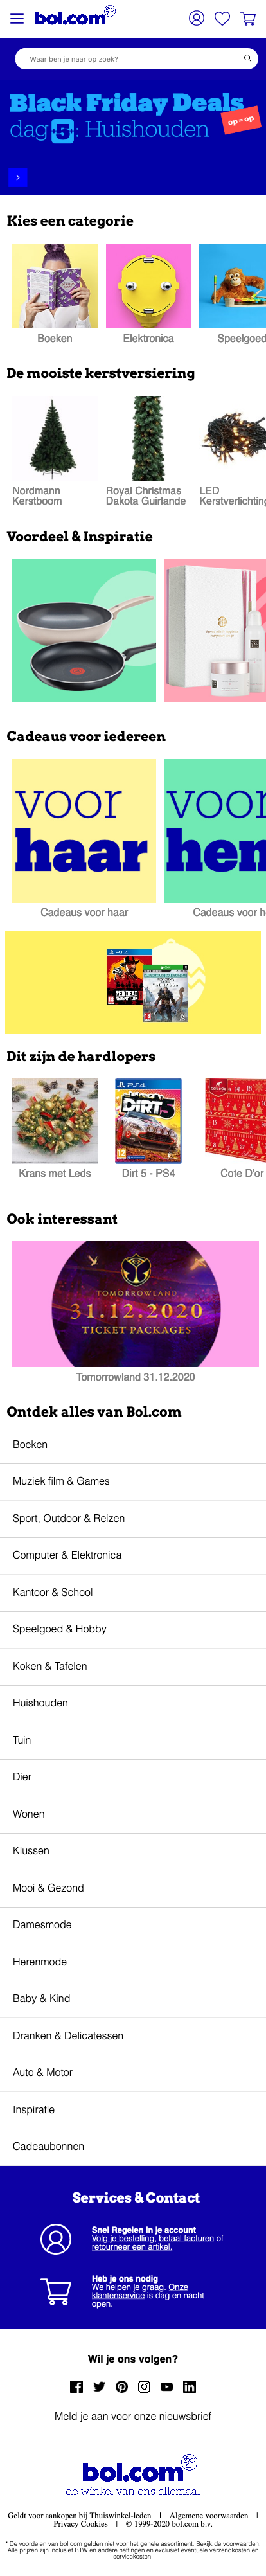 bol.com
Waar ben je naar op zoek?
Black Friday Deals
dag 5: Huishouden
op = op
Kies een categorie
Boeken
Elektronica
Speelgoed
De mooiste kerstversiering
Nordmann
Kerstboom
Royal Christmas
Dakota Guirlande
LED
Kerstverlichting
Voordeel & Inspiratie
Cadeaus voor iedereen
voor
haar
voor
hem
Cadeaus voor haar
Cadeaus voor h
Dit zijn de hardlopers
Krans met Leds
Dirt 5 - PS4
Cote D'or
Ook interessant
TOMORROWLAND
31.12.2020
TICKET PACKAGES
Tomorrowland 31.12.2020
Ontdek alles van Bol.com
Boeken
Muziek film & Games
Sport, Outdoor & Reizen
Computer & Elektronica
Kantoor & School
Speelgoed & Hobby
Koken & Tafelen
Huishouden
Tuin
Dier
Wonen
Klussen
Mooi & Gezond
Damesmode
Herenmode
Baby & Kind
Dranken & Delicatessen
Auto & Motor
Inspiratie
Cadeaubonnen
Services & Contact
Snel Regelen in je account
Volg je bestelling, betaal facturen of
retourneer een artikel.
Heb je ons nodig
We helpen je graag. Onze
klantenservice is dag en nacht
open.
Wil je ons volgen?
Meld je aan voor onze nieuwsbrief
bol.com
de winkel van ons allemaal
Geldt voor aankopen bij Thuiswinkel-leden | Algemene voorwaarden |
Privacy Cookies | © 1999-2020 bol.com b.v.
* De voordelen van bol.com gelden niet voor het gehele assortiment. Bekijk de voorwaarden.
Alle prijzen zijn inclusief BTW en andere heffingen en exclusief eventuele verzendkosten en
servicekosten.